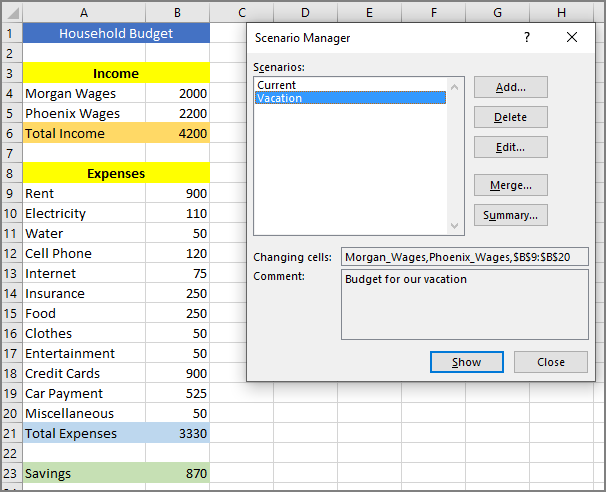 A B C D E F G H
1 Household Budget
2
3 Income
4 Morgan Wages 2000
5 Phoenix Wages 2200
6 Total Income 4200
7
8 Expenses
9 Rent 900
10 Electricity 110
11 Water 50
12 Cell Phone 120
13 Internet 75
14 Insurance 250
15 Food 250
16 Clothes 50
17 Entertainment 50
18 Credit Cards 900
19 Car Payment 525
20 Miscellaneous 50
21 Total Expenses 3330
22
23 Savings 870
Scenario Manager ? ×
Scenarios:
Current
Vacation
Add...
Delete
Edit...
Merge...
Summary...
Changing cells: Morgan_Wages,Phoenix_Wages,$B$9:$B$20
Comment: Budget for our vacation
Show Close